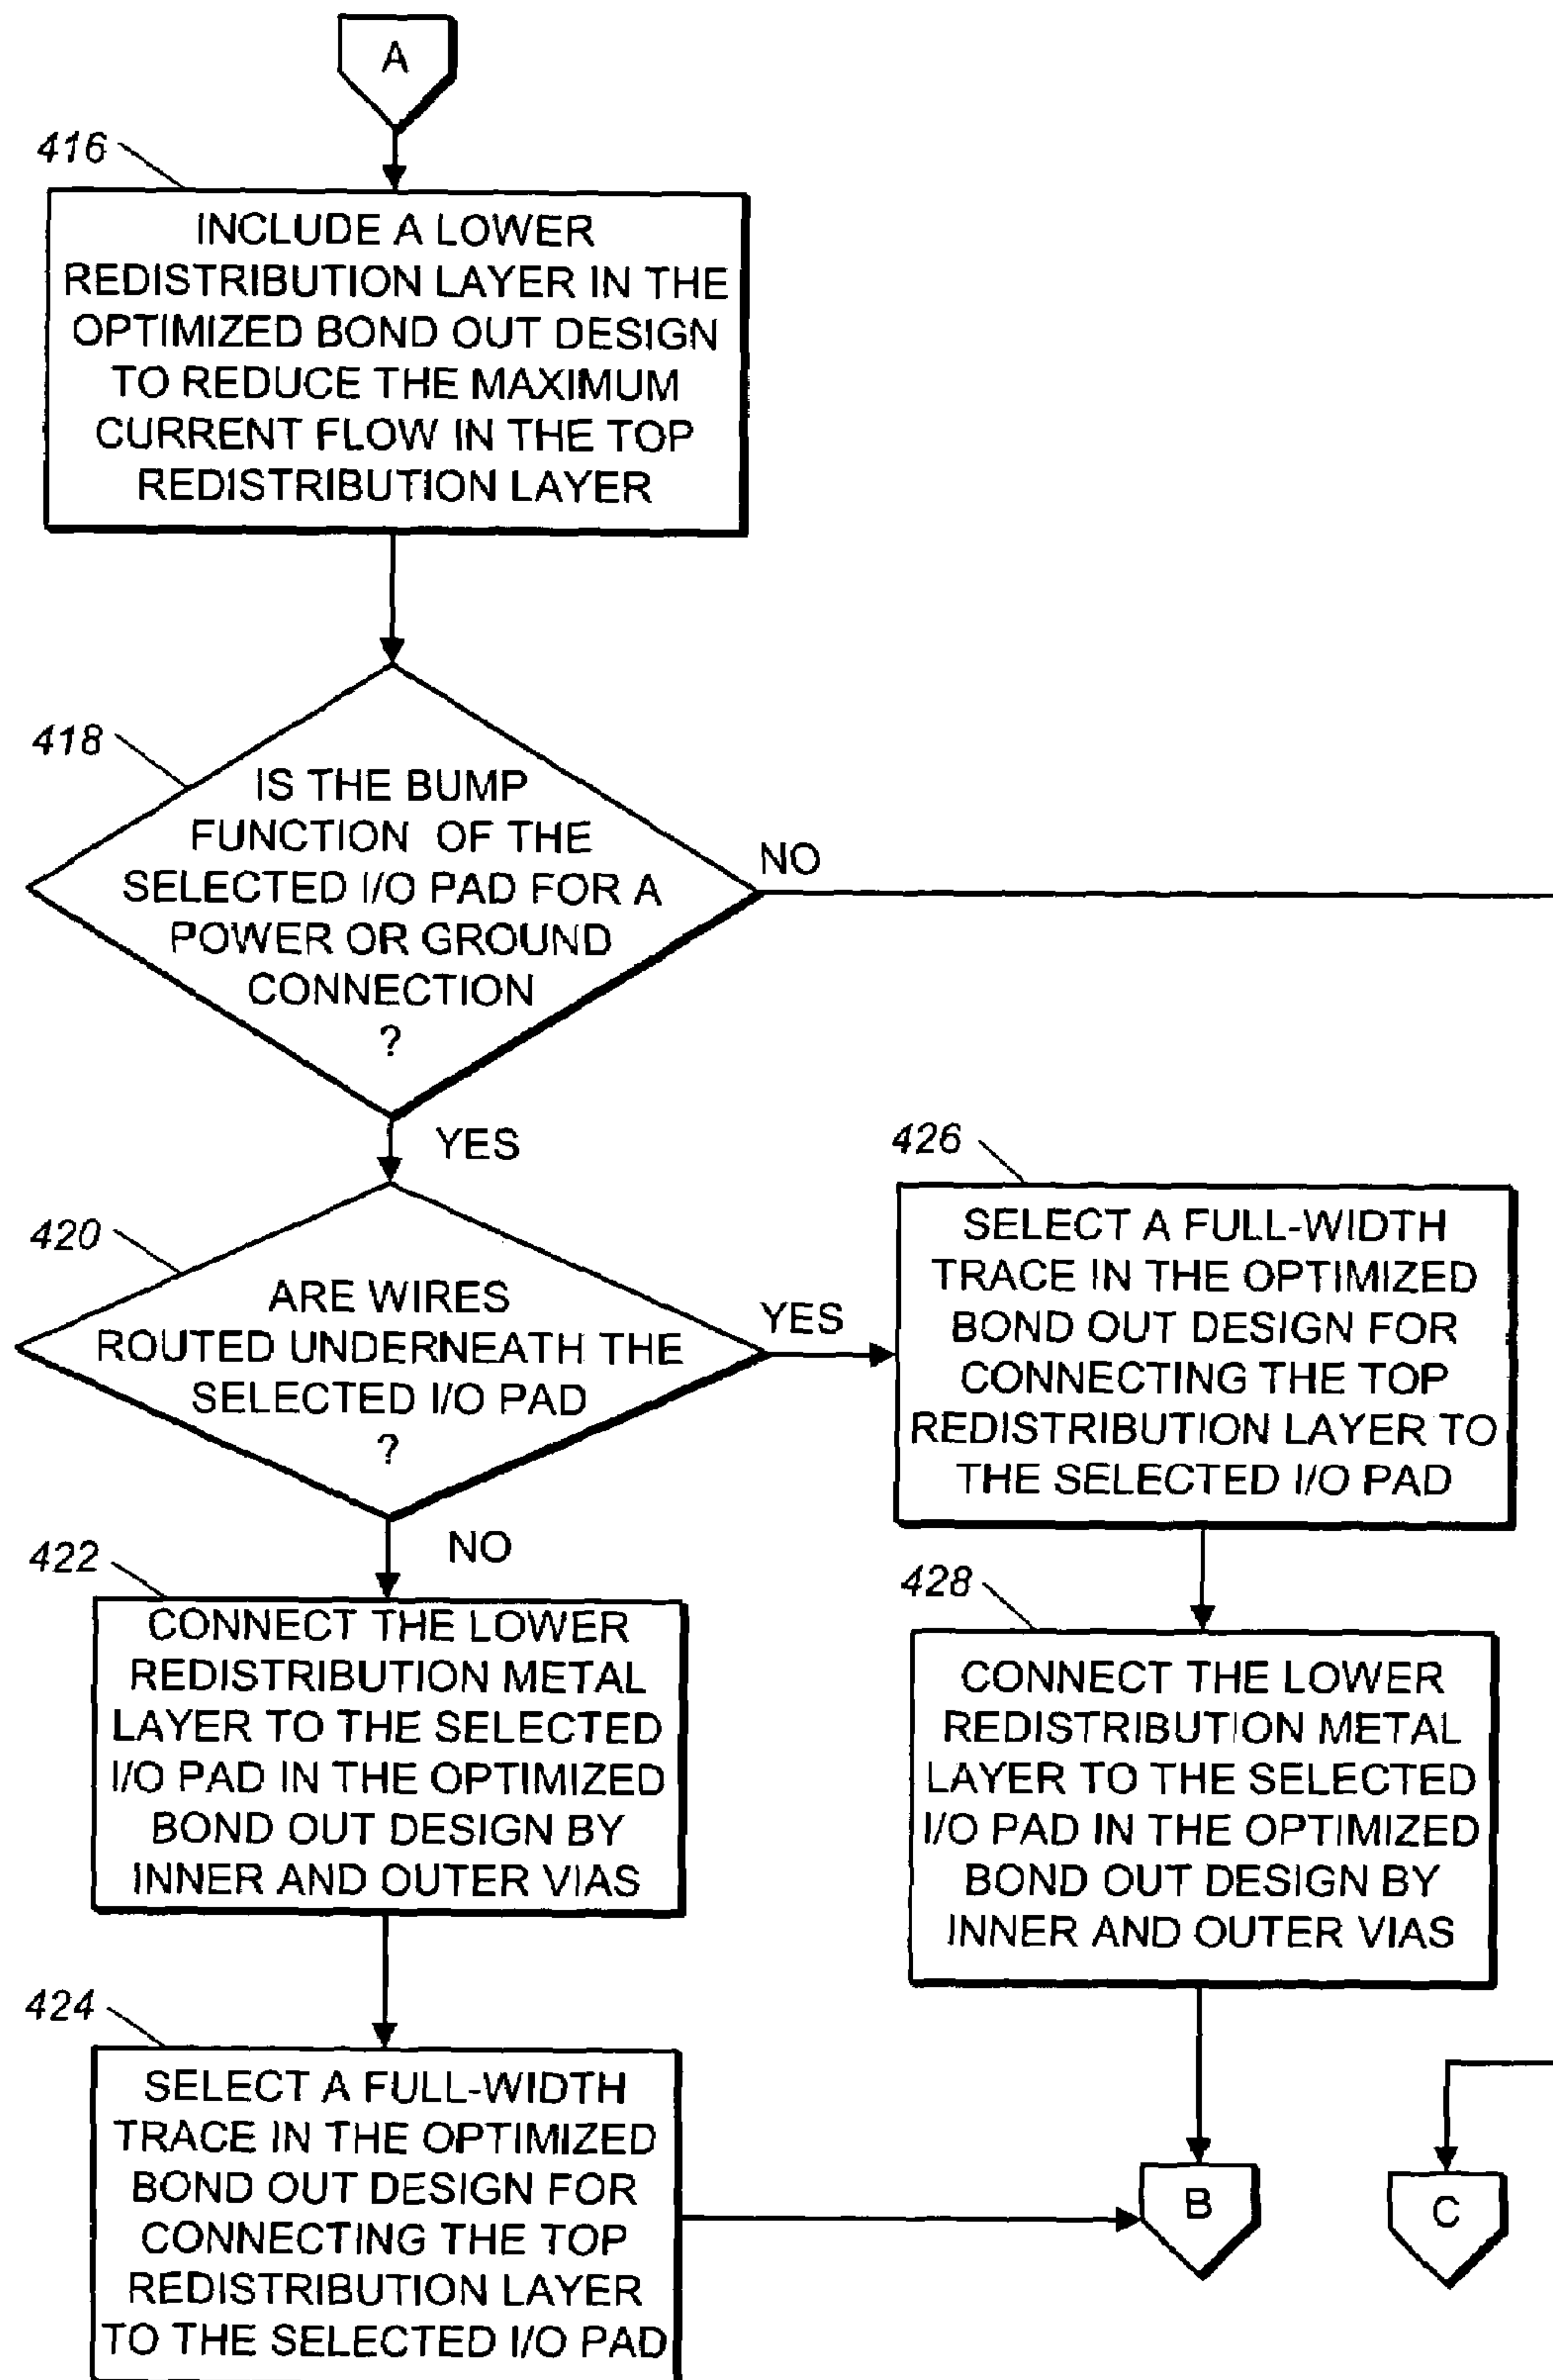 A
416
INCLUDE A LOWER
REDISTRIBUTION LAYER IN THE
OPTIMIZED BOND OUT DESIGN
TO REDUCE THE MAXIMUM
CURRENT FLOW IN THE TOP
REDISTRIBUTION LAYER
418
IS THE BUMP
FUNCTION OF THE
SELECTED I/O PAD FOR A
POWER OR GROUND
CONNECTION
?
NO
YES
420
ARE WIRES
ROUTED UNDERNEATH THE
SELECTED I/O PAD
?
YES
NO
426
SELECT A FULL-WIDTH
TRACE IN THE OPTIMIZED
BOND OUT DESIGN FOR
CONNECTING THE TOP
REDISTRIBUTION LAYER TO
THE SELECTED I/O PAD
422
CONNECT THE LOWER
REDISTRIBUTION METAL
LAYER TO THE SELECTED
I/O PAD IN THE OPTIMIZED
BOND OUT DESIGN BY
INNER AND OUTER VIAS
428
CONNECT THE LOWER
REDISTRIBUTION METAL
LAYER TO THE SELECTED
I/O PAD IN THE OPTIMIZED
BOND OUT DESIGN BY
INNER AND OUTER VIAS
424
SELECT A FULL-WIDTH
TRACE IN THE OPTIMIZED
BOND OUT DESIGN FOR
CONNECTING THE TOP
REDISTRIBUTION LAYER
TO THE SELECTED I/O PAD
B
C